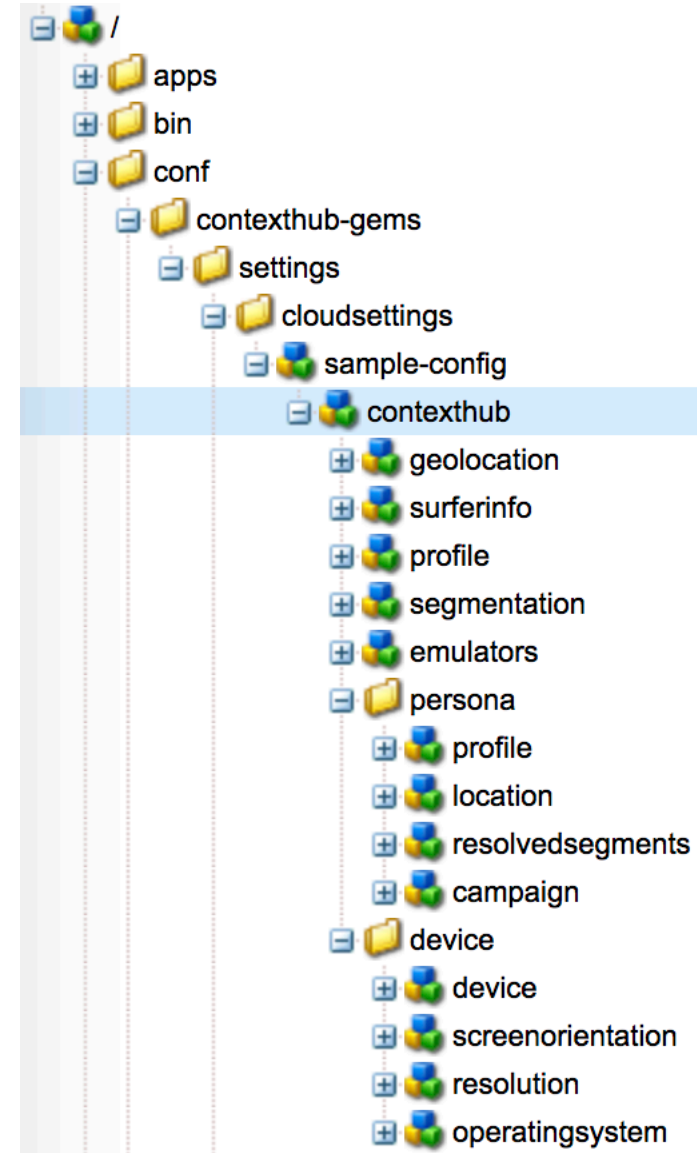 /
apps
bin
conf
contexthub-gems
settings
cloudsettings
sample-config
contexthub
geolocation
surferinfo
profile
segmentation
emulators
persona
profile
location
resolvedsegments
campaign
device
device
screenorientation
resolution
operatingsystem